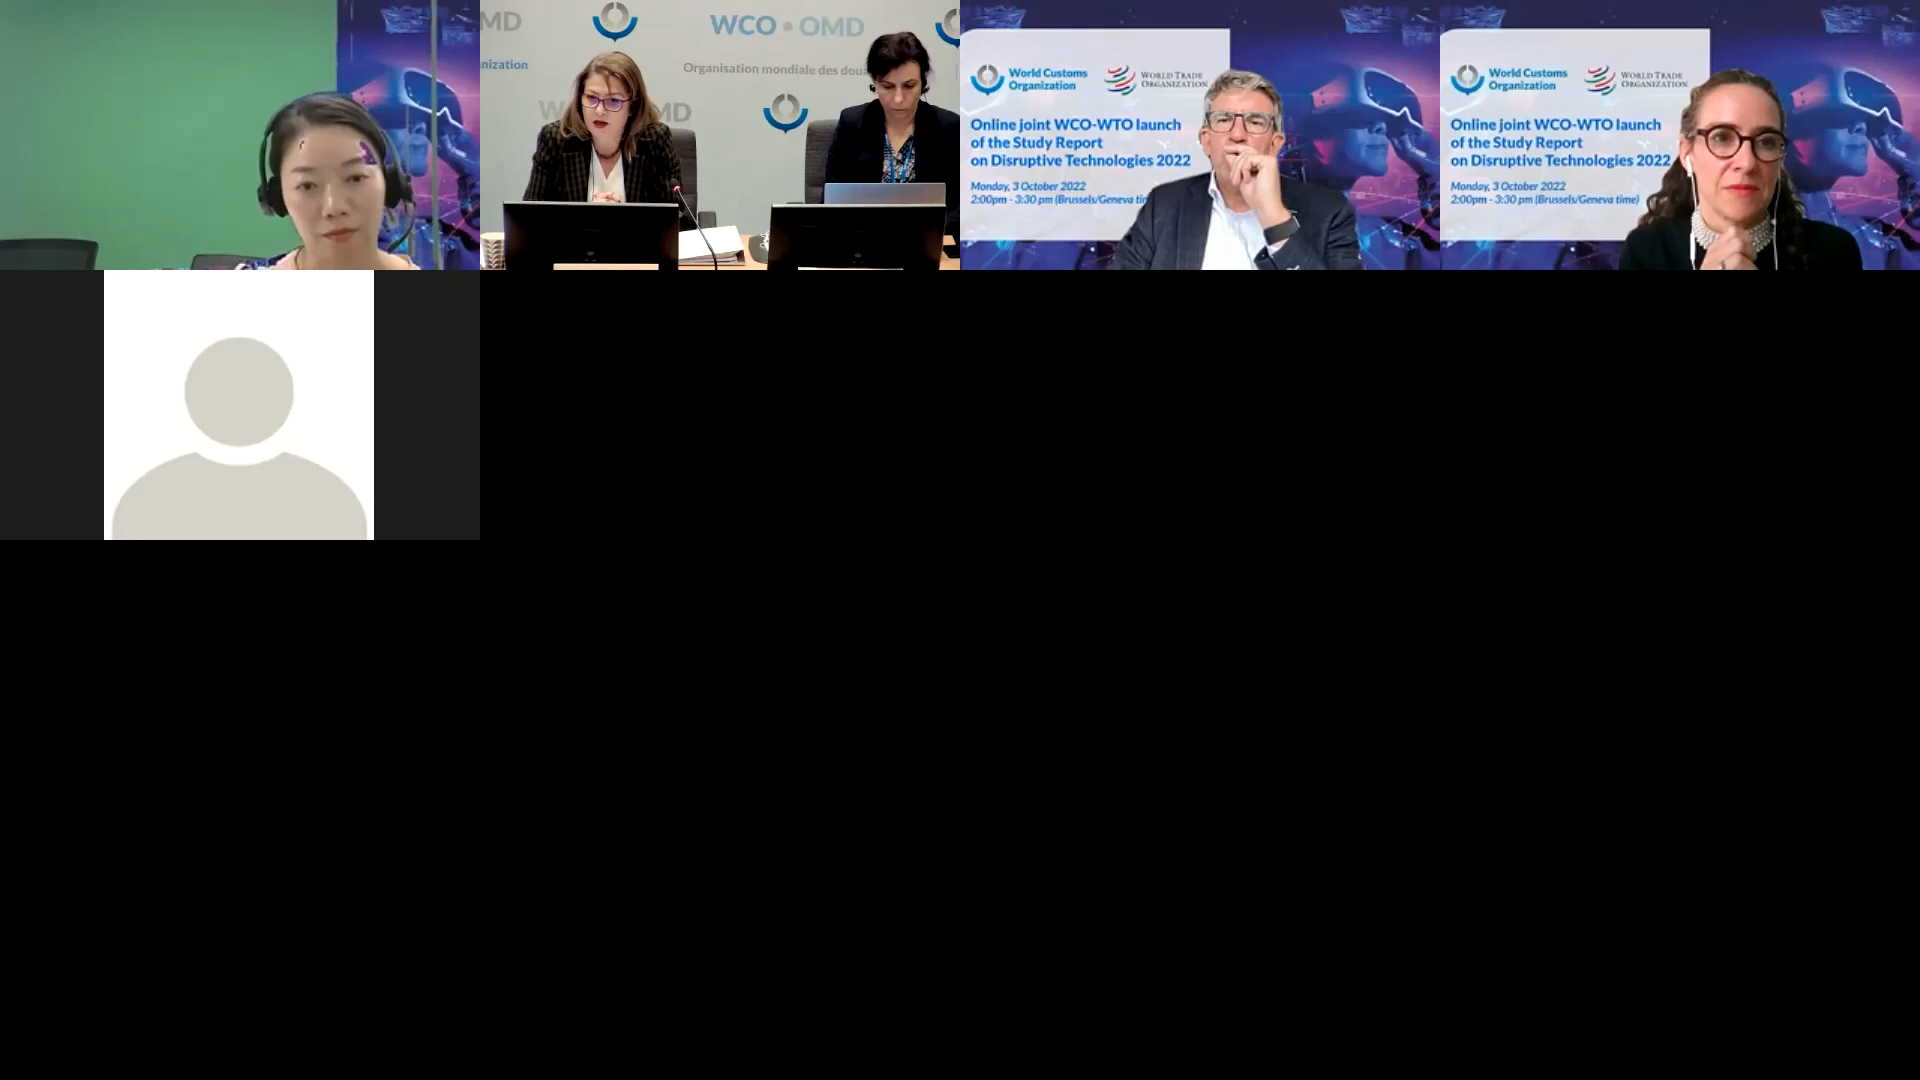 MD
nization
WCO • OMD
Organisation mondiale des doua
W
MD
World Customs
Organization
WORLD TRADE
ORGANIZATION
Online joint WCO-WTO launch
of the Study Report
on Disruptive Technologies 2022
Monday, 3 October 2022
2:00pm - 3:30 pm (Brussels/Geneva tim
World Customs
Organization
WORLD TRADE
ORGANIZATION
Online joint WCO-WTO launch
of the Study Report
on Disruptive Technologies 2022
Monday, 3 October 2022
2:00pm - 3:30 pm (Brussels/Geneva time)